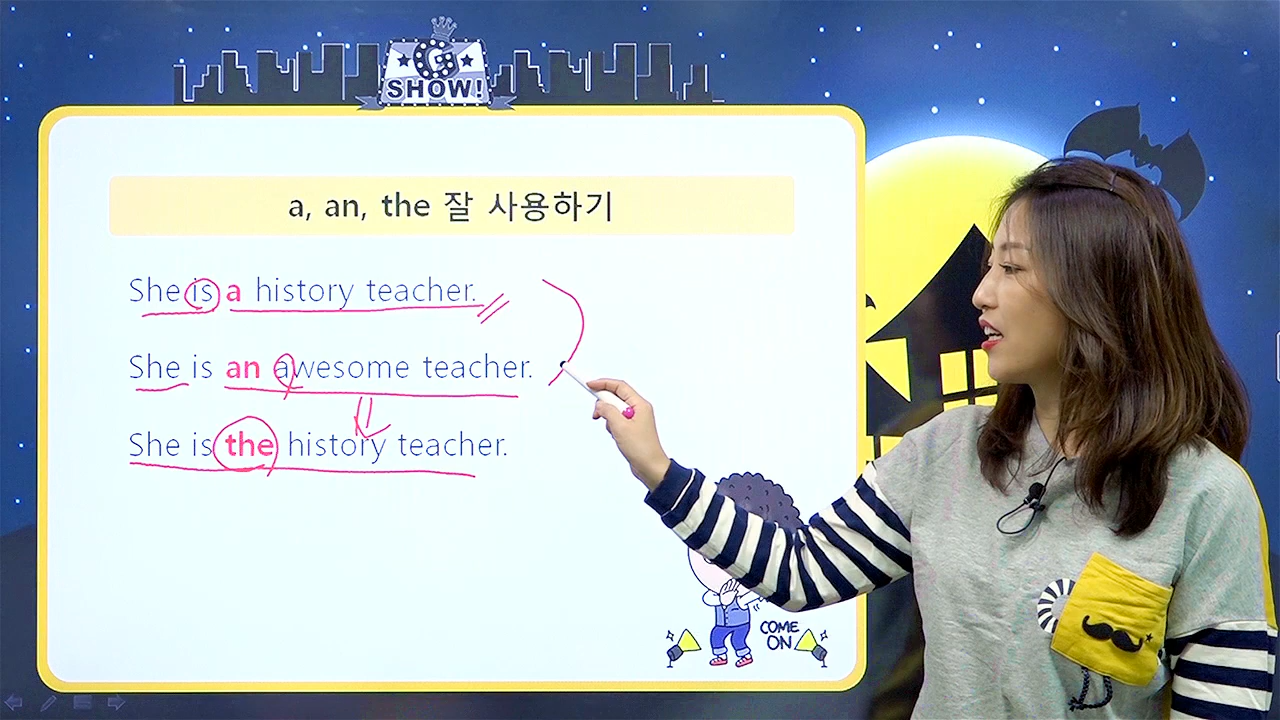 G
SHOW!
a, an, the 잘 사용하기
She is a history teacher.
She is an awesome teacher.
She is the history teacher.
COME
ON